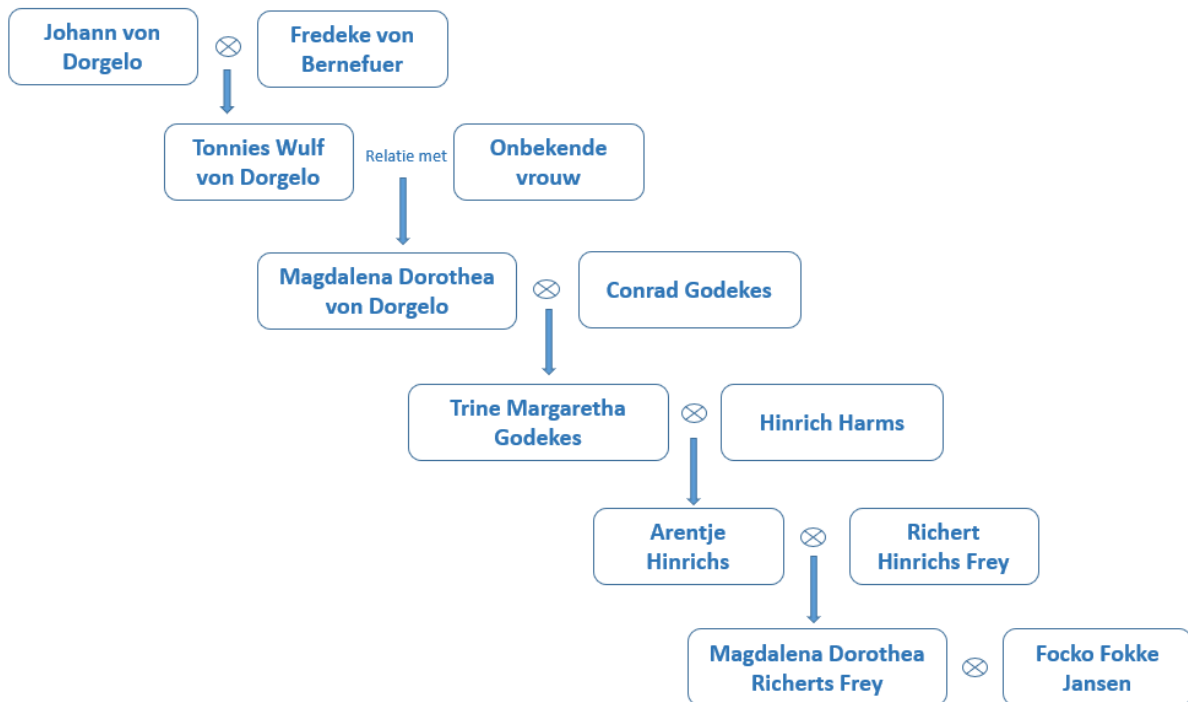 Johann von
Dorgelo
Fredeke von
Bernefuer
Tonnies Wulf
von Dorgelo
Relatie met
Onbekende
vrouw
Magdalena Dorothea
von Dorgelo
Conrad Godekes
Trine Margaretha
Godekes
Hinrich Harms
Arentje
Hinrichs
Richert
Hinrichs Frey
Magdalena Dorothea
Richerts Frey
Focko Fokke
Jansen